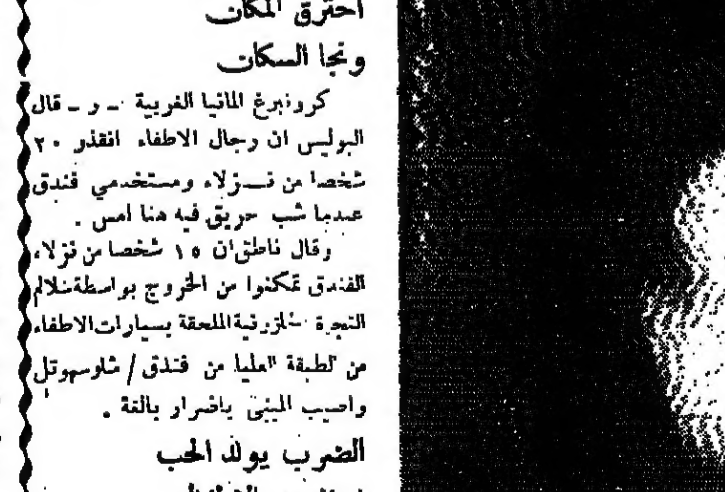 احترق المكان
ونجا السكان
كرونبرغ المانيا الغربية - ر - قال
البوليس ان رجال الاطفاء انقذو ٢٠
شخصا من نـــزلاء ومستخدمي فندق
عندما شب حريق فيه هنا امس .
وقال ناطق ان ١٥ شخصا من نزلاء
الفندق تمكنوا من الخروج بواسطة سلالم
النجدة الملحقة بسيارات الاطفاء
من الطبقة العليا من فندق / شلوسهوتل
واصيب المبنى باضرار بالغة .
الضرب يولد الحب